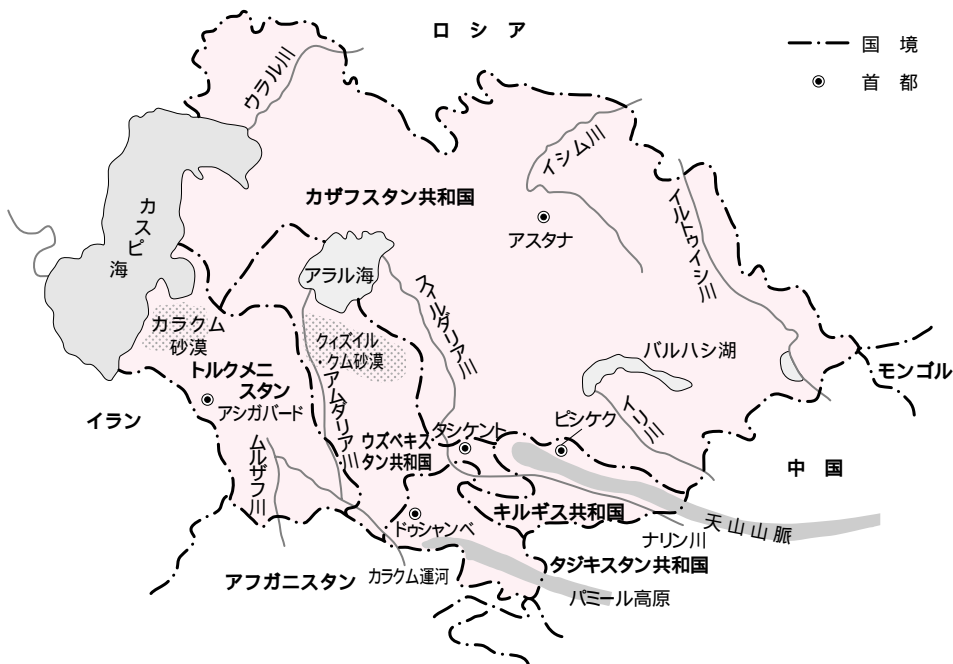 ロシア
国境
首都
ウラル川
イシム川
カザフスタン共和国
アスタナ
イルトゥイシ川
カスピ海
アラル海
スィルダリア川
カラクム
砂漠
クィズイル
クム砂漠
バルハシ湖
モンゴル
トルクメニ
スタン
アシガバード
イラン
アムダリア川
イリ川
ウズベキス
タン共和国
タシケント
ピシケク
中国
ムルザフ川
キルギス共和国
天山山脈
ドゥシャンベ
ナリン川
タジキスタン共和国
アフガニスタン
カラクム運河
パミール高原